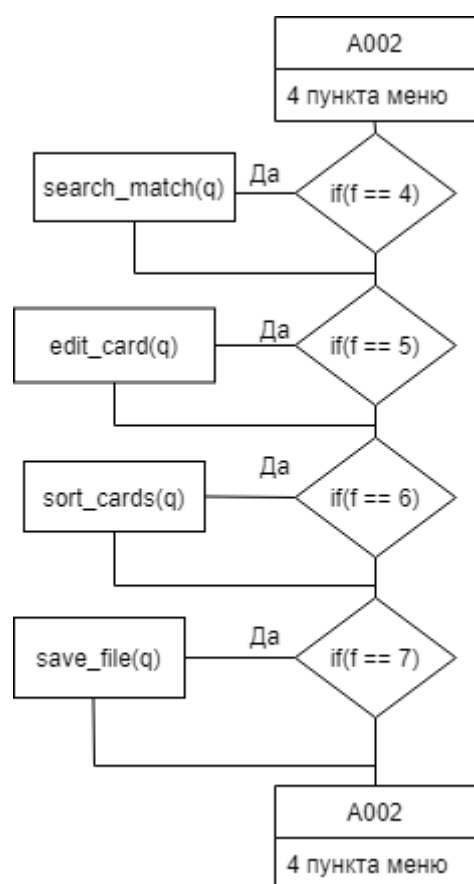 A002
4 пункта меню
search_match(q)
Да
if(f == 4)
edit_card(q)
Да
if(f == 5)
sort_cards(q)
Да
if(f == 6)
save_file(q)
Да
if(f == 7)
A002
4 пункта меню